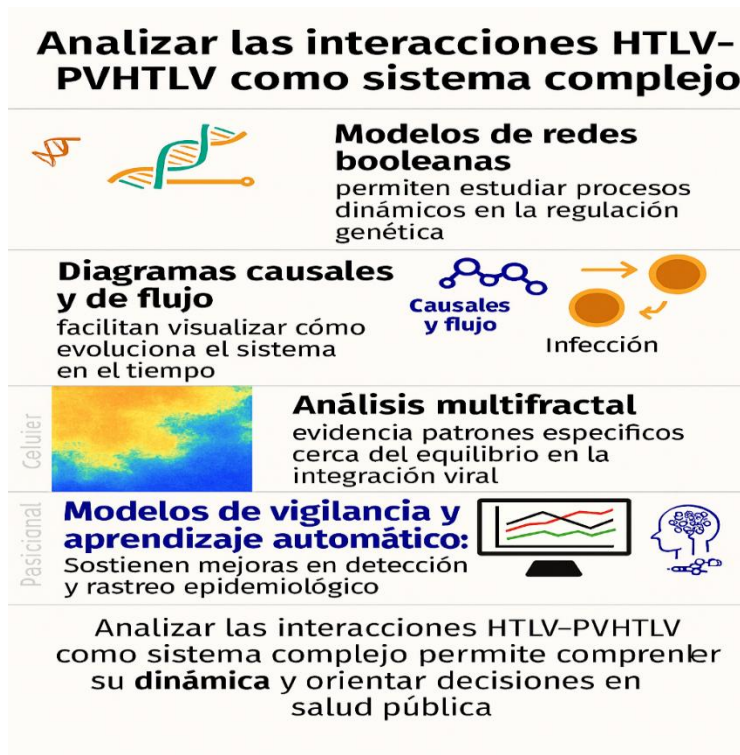 Analizar las interacciones HTLV–
PVHTLV como sistema complejo
Modelos de redes
booleanas
permiten estudiar procesos
dinámicos en la regulación
genética
Diagramas causales
y de flujo
facilitan visualizar cómo
evoluciona el sistema
en el tiempo
Causales
y flujo
Infección
Celuier
Análisis multifractal
evidencia patrones especificos
cerca del equilibrio en la
integración viral
Pasicional
Modelos de vigilancia y
aprendizaje automático:
Sostienen mejoras en detección
y rastreo epidemiológico
Analizar las interacciones HTLV–PVHTLV
como sistema complejo permite comprenler
su dinámica y orientar decisiones en
salud pública